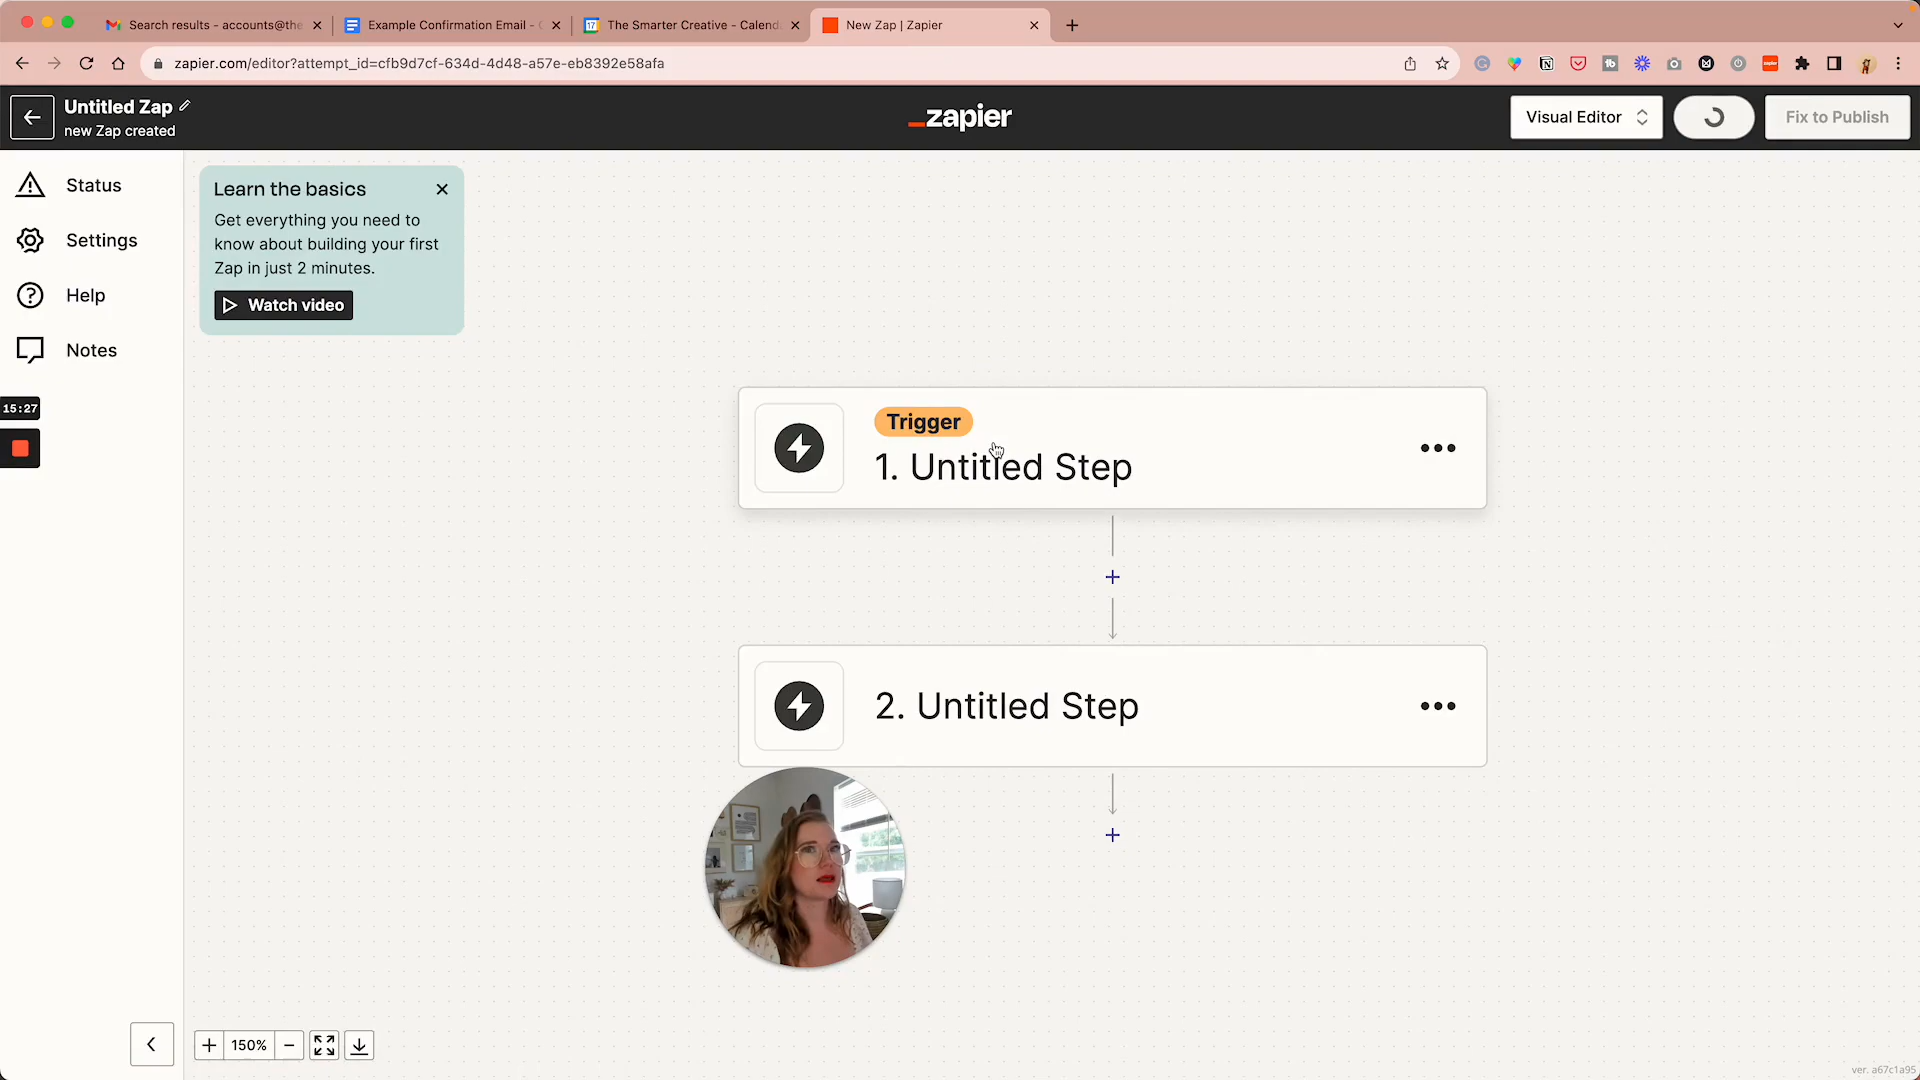 Search results - accounts@the
Example Confirmation Email -
The Smarter Creative - Calend
New Zap | Zapier
zapier.com/editor?attempt_id=cfb9d7cf-634d-4d48-a57e-eb8392e58afa
Untitled Zap
new Zap created
_zapier
Visual Editor
Fix to Publish
Status
Settings
Help
Notes
15:27
Learn the basics
Get everything you need to
know about building your first
Zap in just 2 minutes.
Watch video
Trigger
1. Untitled Step
2. Untitled Step
150%
ver. a67c1a95